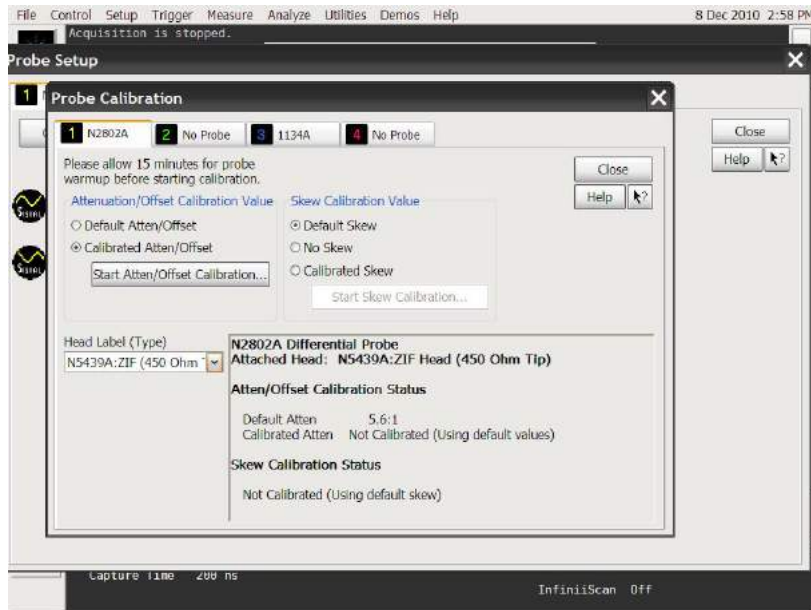 File Control Setup Trigger Measure Analyze Utilities Demos Help 8 Dec 2010 2:58 PM
Acquisition is stopped.
Probe Setup
1
Probe Calibration
1 N2802A 2 No Probe 3 1134A 4 No Probe
Close
Help
Please allow 15 minutes for probe
warmup before starting calibration.
Close
Help
Attenuation/Offset Calibration Value
Default Atten/Offset
Calibrated Atten/Offset
Start Atten/Offset Calibration...
Skew Calibration Value
Default Skew
No Skew
Calibrated Skew
Start Skew Calibration...
Head Label (Type)
N5439A:ZIF (450 Ohm
N2802A Differential Probe
Attached Head: N5439A:ZIF Head (450 Ohm Tip)
Atten/Offset Calibration Status
Default Atten 5.6:1
Calibrated Atten Not Calibrated (Using default values)
Skew Calibration Status
Not Calibrated (Using default skew)
Capture Time 200 ns
InfiniiScan Off